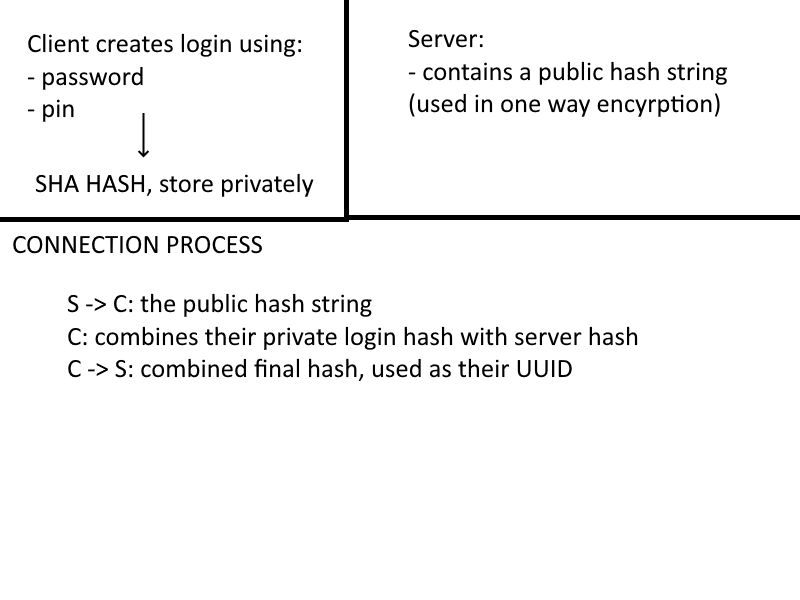 Client creates login using:
- password
- pin
SHA HASH, store privately
Server:
- contains a public hash string
(used in one way encyrption)
CONNECTION PROCESS
S -> C: the public hash string
C: combines their private login hash with server hash
C -> S: combined final hash, used as their UUID